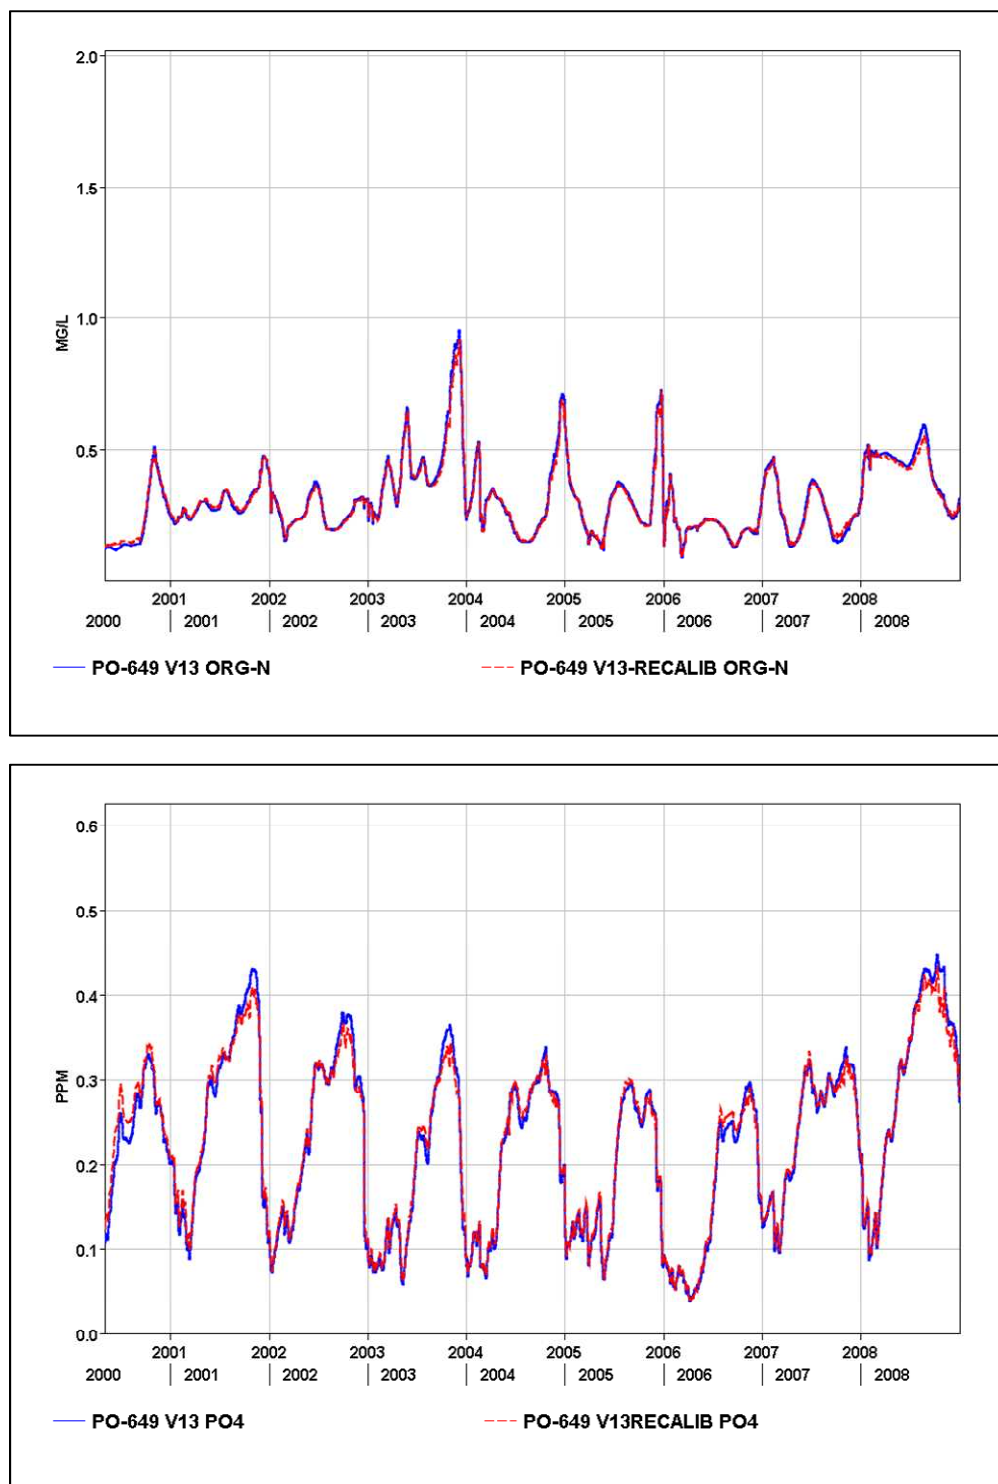 2.0
1.5
1.0
MG/L
0.5
2001 2002 2003 2004 2005 2006 2007 2008
2000 2001 2002 2003 2004 2005 2006 2007 2008
PO-649 V13 ORG-N PO-649 V13-RECALIB ORG-N
0.6
0.5
0.4
0.3
PPM
0.2
0.1
0.0
2001 2002 2003 2004 2005 2006 2007 2008
2000 2001 2002 2003 2004 2005 2006 2007 2008
PO-649 V13 PO4 PO-649 V13RECALIB PO4